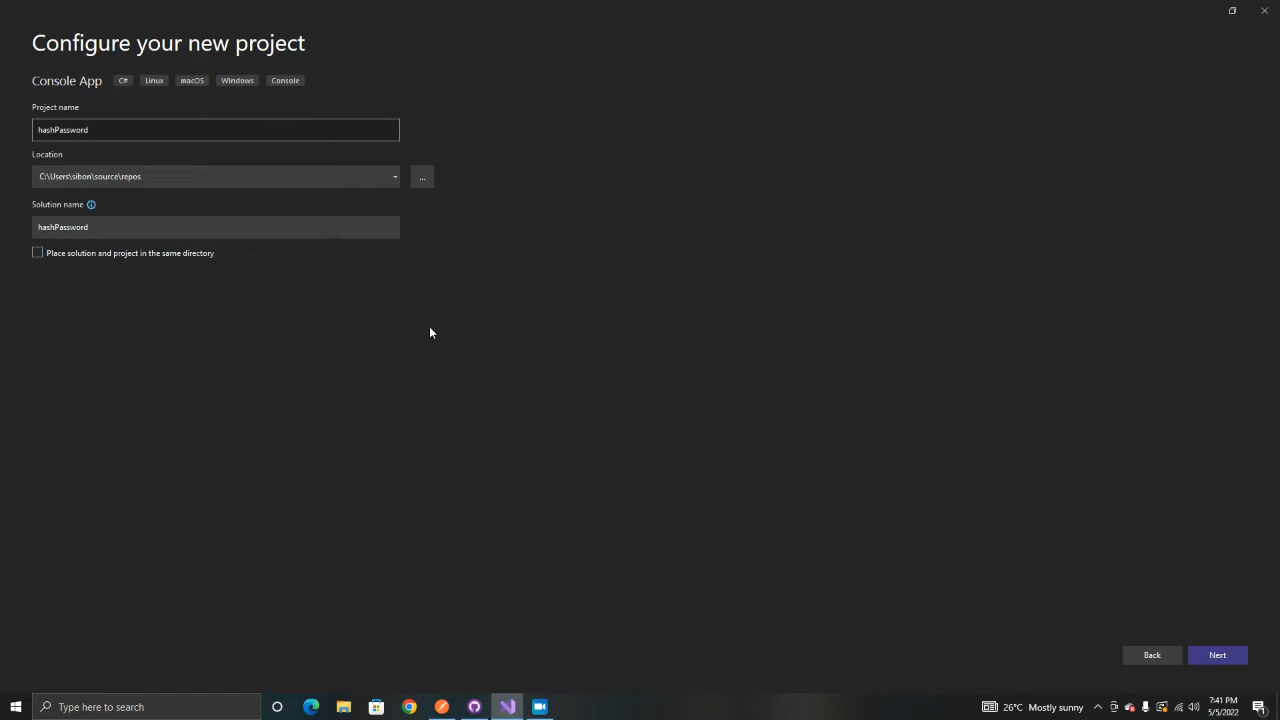 Configure your new project
Console App C# Linux macOS Windows Console
Project name
hashPassword
Location
C:\Users\sibon\source\repos
...
Solution name
hashPassword
Place solution and project in the same directory
Back Next
Type here to search
26°C Mostly sunny
7:41 PM
5/5/2022